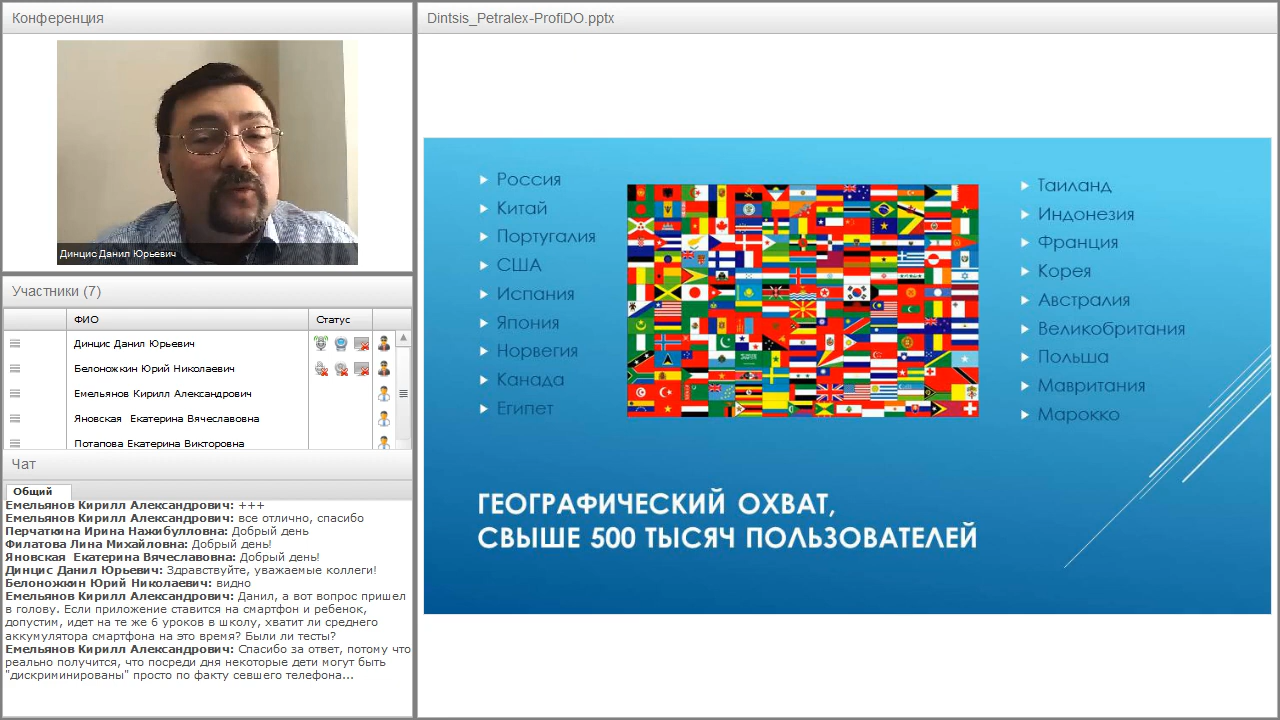 Конференция
Динцис Данил Юрьевич
Участники (7)
ФИО
Статус
Динцис Данил Юрьевич
Белоножкин Юрий Николаевич
Емельянов Кирилл Александрович
Яновская Екатерина Вячеславовна
Потапова Екатерина Викторовна
Чат
Общий
Емельянов Кирилл Александрович: +++
Емельянов Кирилл Александрович: все отлично, спасибо
Перчаткина Ирина Нажибулловна: Добрый день
Филатова Лина Михайловна: Добрый день!
Яновская Екатерина Вячеславовна: Добрый день!
Динцис Данил Юрьевич: Здравствуйте, уважаемые коллеги!
Белоножкин Юрий Николаевич: видно
Емельянов Кирилл Александрович: Данил, а вот вопрос пришел
в голову. Если приложение ставится на смартфон и ребенок,
допустим, идет на те же 6 уроков в школу, хватит ли среднего
аккумулятора смартфона на это время? Были ли тесты?
Емельянов Кирилл Александрович: Спасибо за ответ, потому что
реально получится, что посреди дня некоторые дети могут быть
"дискриминированы" просто по факту севшего телефона...
Dintsis_Petralex-ProfiDO.pptx
Россия
Китай
Португалия
США
Испания
Япония
Норвегия
Канада
Египет
Таиланд
Индонезия
Франция
Корея
Австралия
Великобритания
Польша
Мавритания
Марокко
ГЕОГРАФИЧЕСКИЙ ОХВАТ,
СВЫШЕ 500 ТЫСЯЧ ПОЛЬЗОВАТЕЛЕЙ